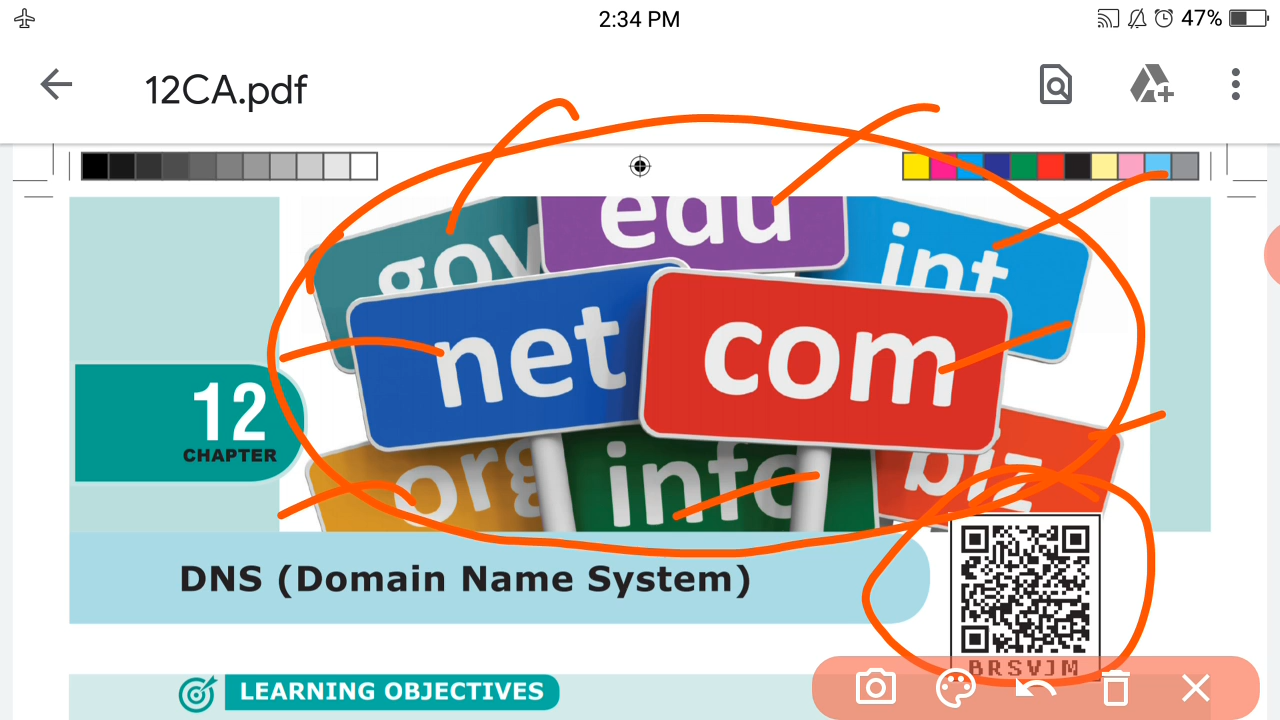 2:34 PM
47%
12CA.pdf
gov
edu
int
net
com
org
info
biz
12
CHAPTER
DNS (Domain Name System)
BRSVJM
LEARNING OBJECTIVES